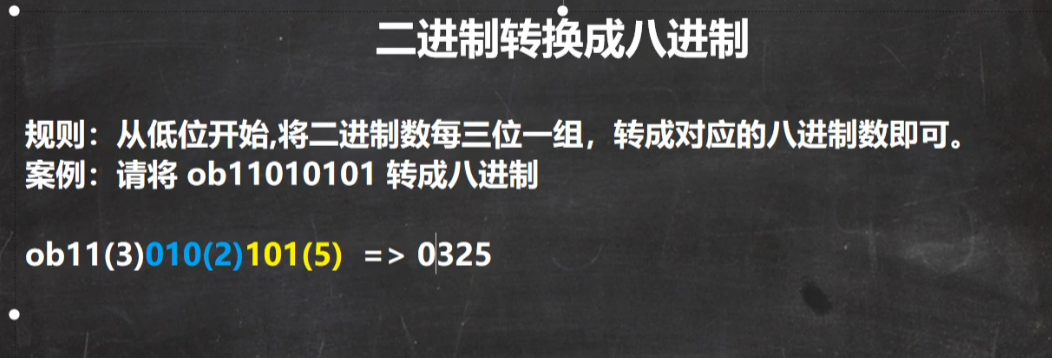 二进制转换成八进制
规则：从低位开始,将二进制数每三位一组，转成对应的八进制数即可。
案例：请将 ob11010101 转成八进制
ob11(3)010(2)101(5) => 0325